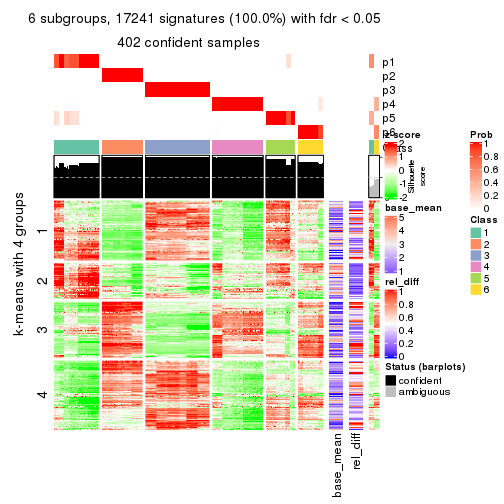 6 subgroups, 17241 signatures (100.0%) with fdr < 0.05
402 confident samples
p1
p2
p3
p4
p5
p6
Class
z-score
2
1
0
-1
-2
Silhouette
score
Prob
1
0.8
0.6
0.4
0.2
0
base_mean
5
4
3
2
1
Class
1
2
3
4
5
6
rel_diff
1
0.8
0.6
0.4
0.2
0
Status (barplots)
confident
ambiguous
k-means with 4 groups
1
2
3
4
base_mean
rel_diff